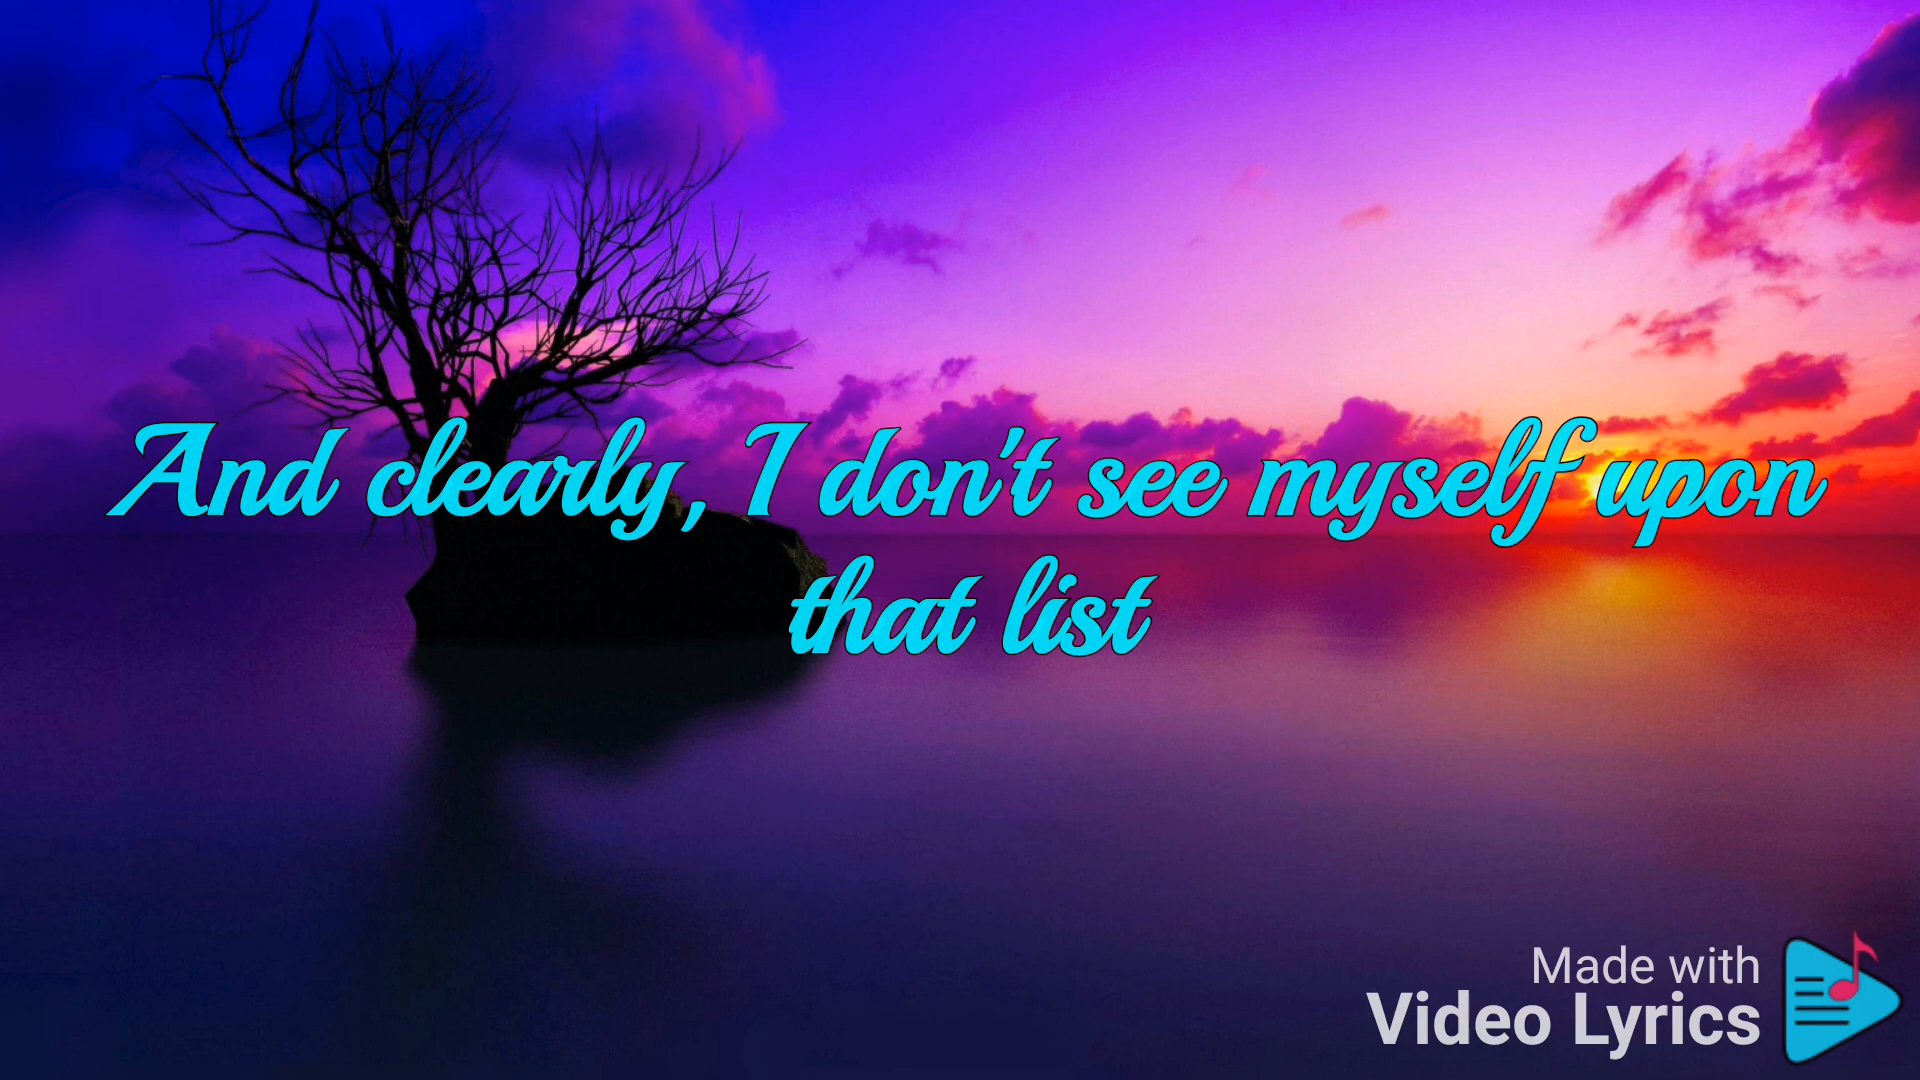 And clearly, I don't see myself upon
that list
Made with
Video Lyrics